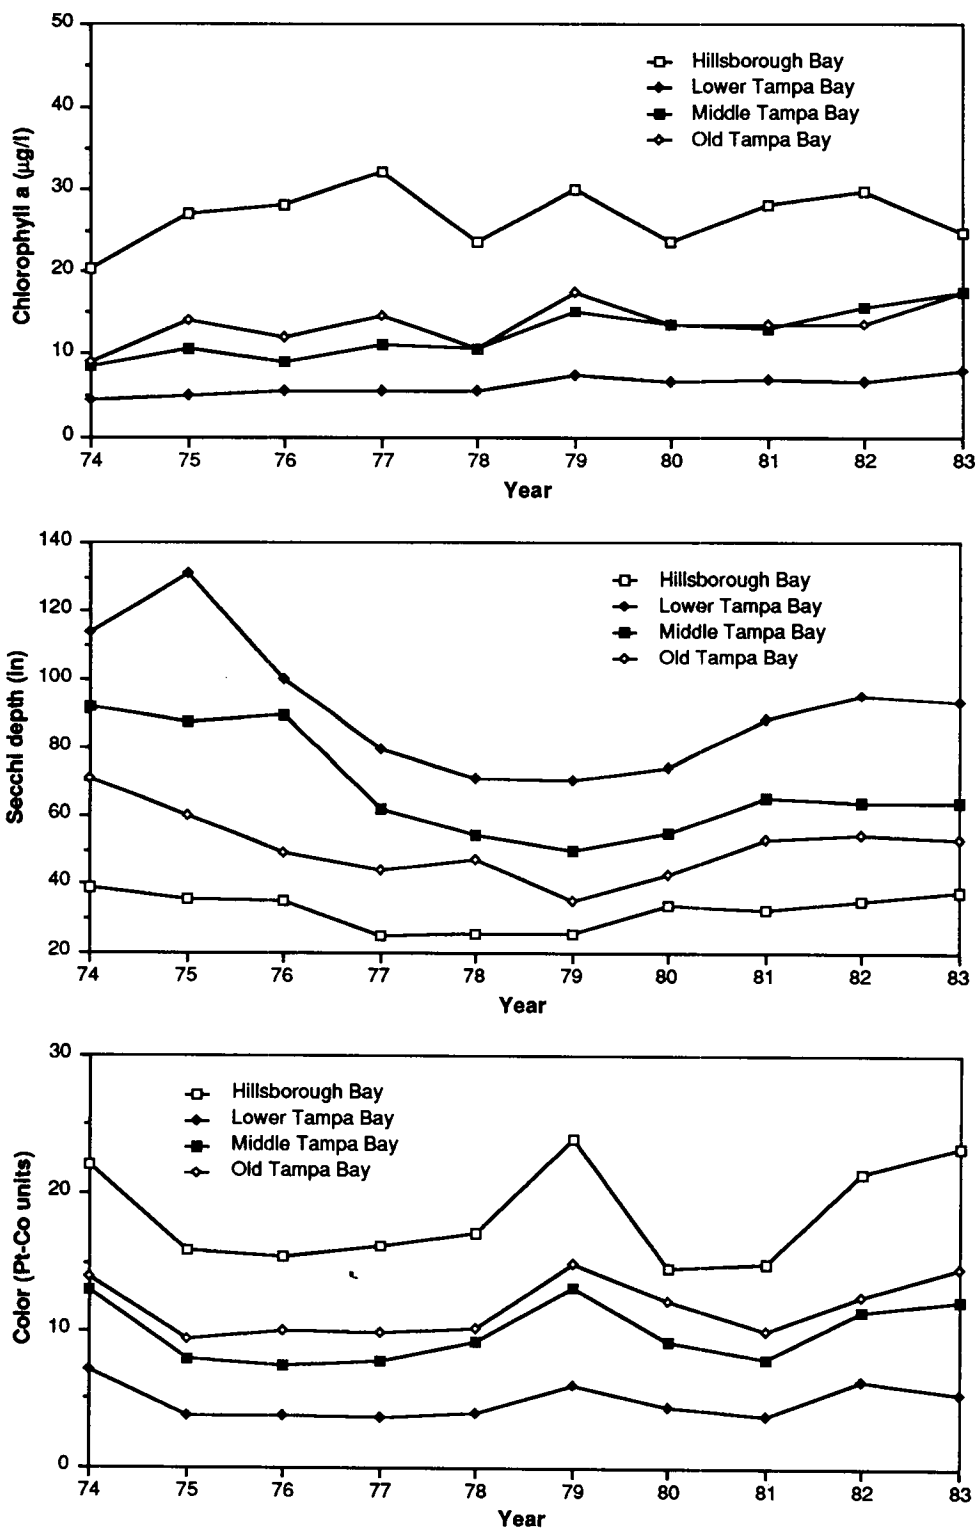 50
40
30
20
10
0
Chlorophyll a (µg/l)
Hillsborough Bay
Lower Tampa Bay
Middle Tampa Bay
Old Tampa Bay
74 75 76 77 78 79 80 81 82 83
Year
140
120
100
80
60
40
20
Secchi depth (in)
Hillsborough Bay
Lower Tampa Bay
Middle Tampa Bay
Old Tampa Bay
74 75 76 77 78 79 80 81 82 83
Year
30
20
10
0
Color (Pt-Co units)
Hillsborough Bay
Lower Tampa Bay
Middle Tampa Bay
Old Tampa Bay
74 75 76 77 78 79 80 81 82 83
Year